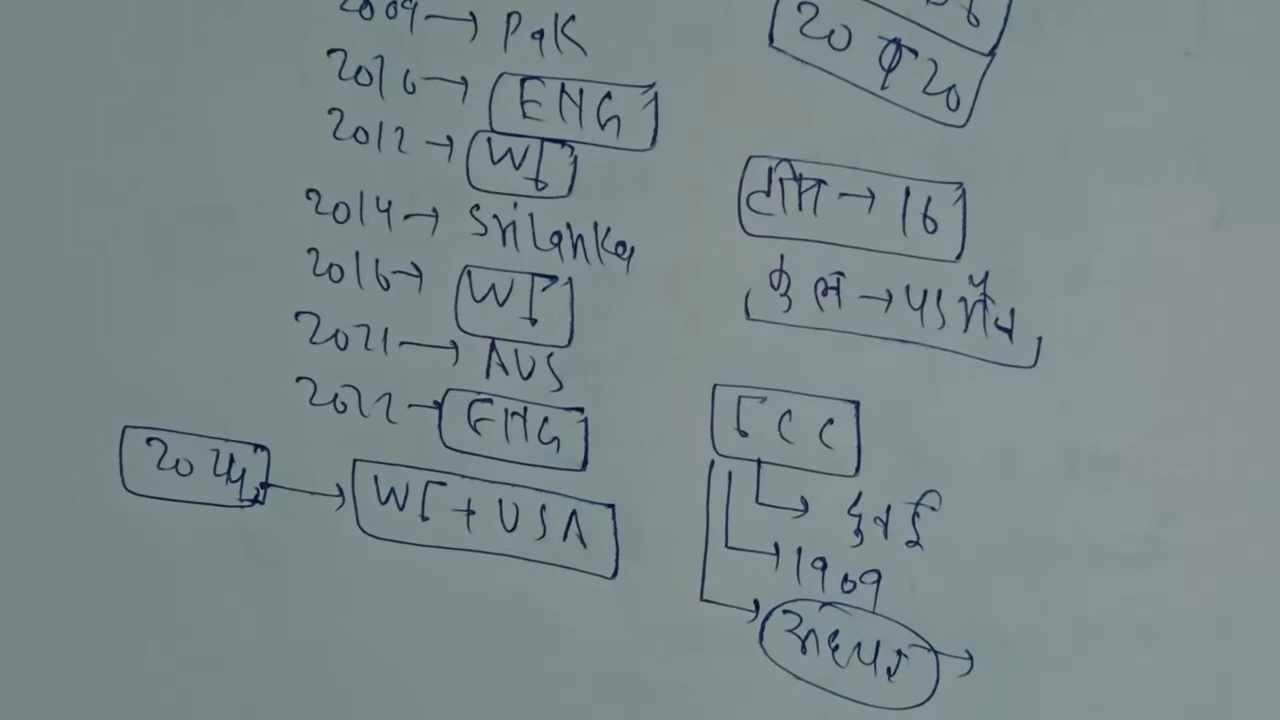 2009 → Pak
2010 → ENG
2012 → WI
2014 → SriLanka
2016 → WI
2021 → AUS
2022 → ENG
2024 → WI + USA
20 फ 20
टीम → 16
कुल → 45 मैच
ICC
→ दुबई
→ 1909
→ अध्यक्ष →